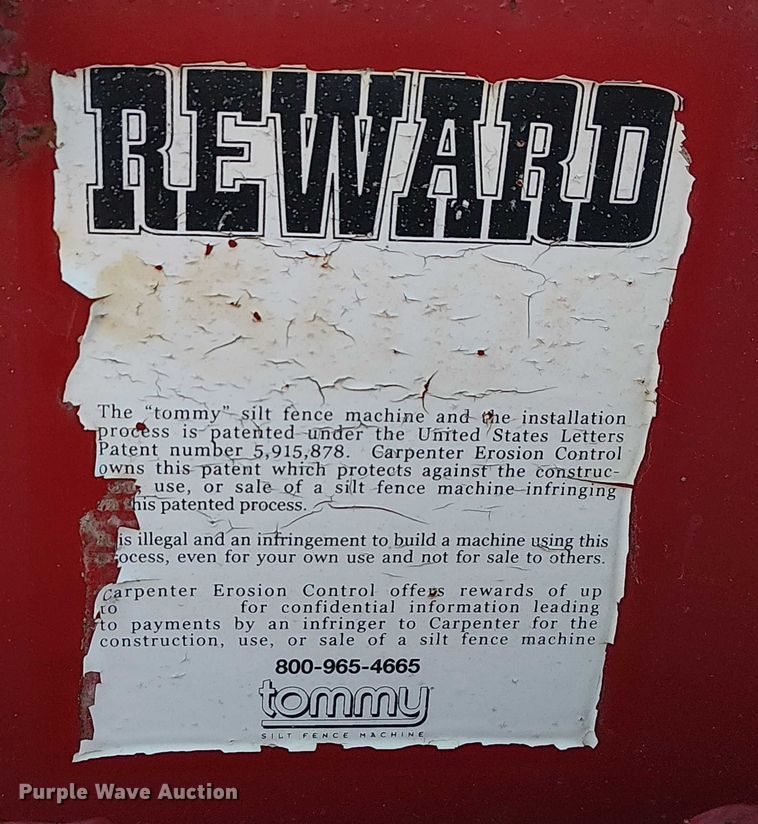 REWARD
The "tommy" silt fence machine and the installation
process is patented under the United States Letters
Patent number 5,915,878. Carpenter Erosion Control
owns this patent which protects against the construc-
use, or sale of a silt fence machine infringing
his patented process.
is illegal and an infringement to build a machine using this
ocess, even for your own use and not for sale to others.
Carpenter Erosion Control offers rewards of up
to for confidential information leading
to payments by an infringer to Carpenter for the
construction, use, or sale of a silt fence machine
800-965-4665
tommy
SILT FENCE MACHINE
Purple Wave Auction